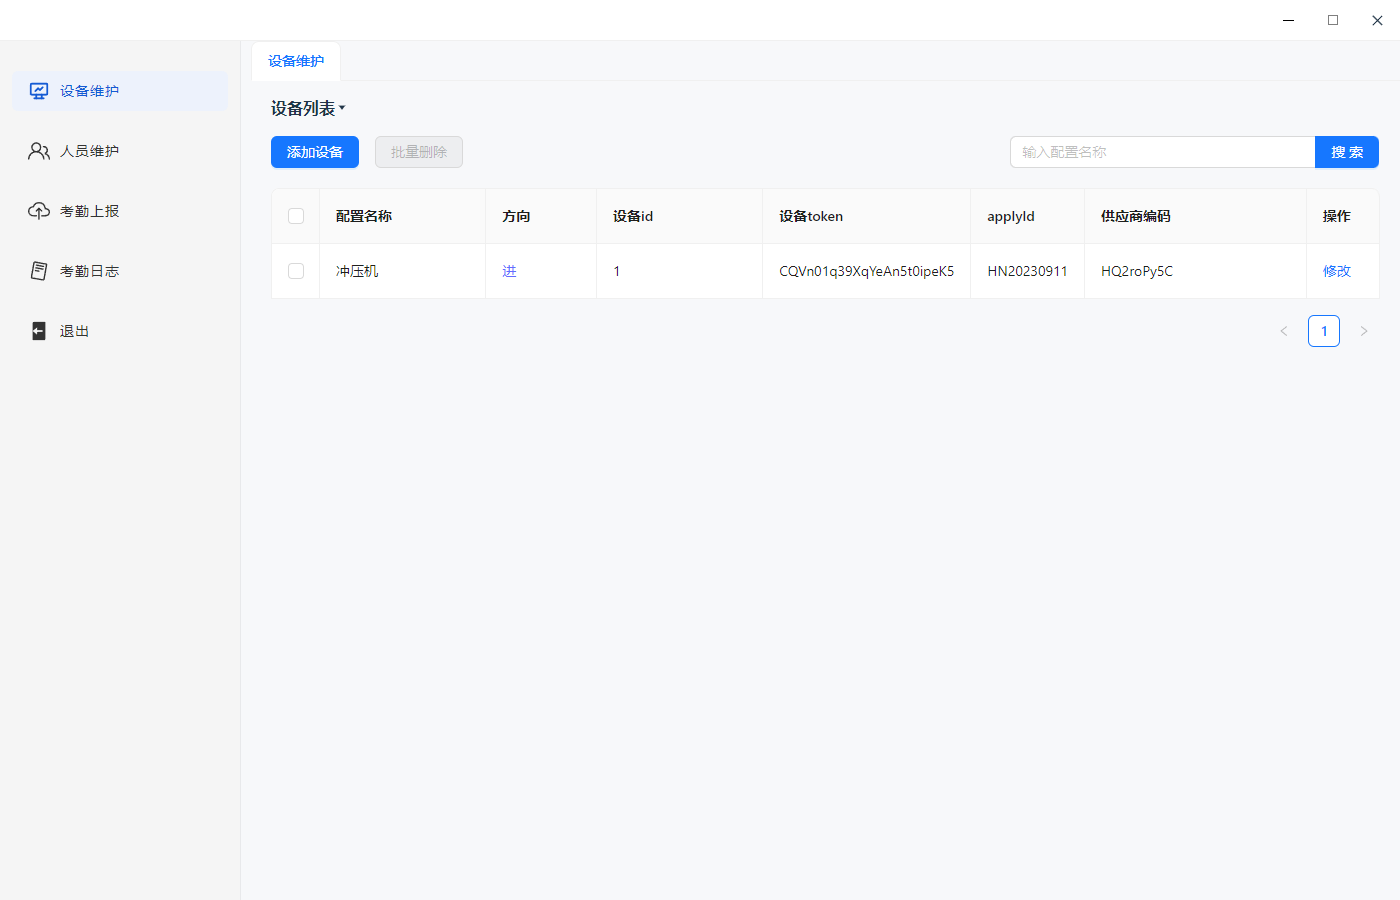 设备维护
人员维护
考勤上报
考勤日志
退出
设备维护
设备列表
添加设备 批量删除 输入配置名称 搜索
配置名称 方向 设备id 设备token applyId 供应商编码 操作
冲压机 进 1 CQVn01q39XqYeAn5t0ipeK5 HN20230911 HQ2roPy5C 修改
1